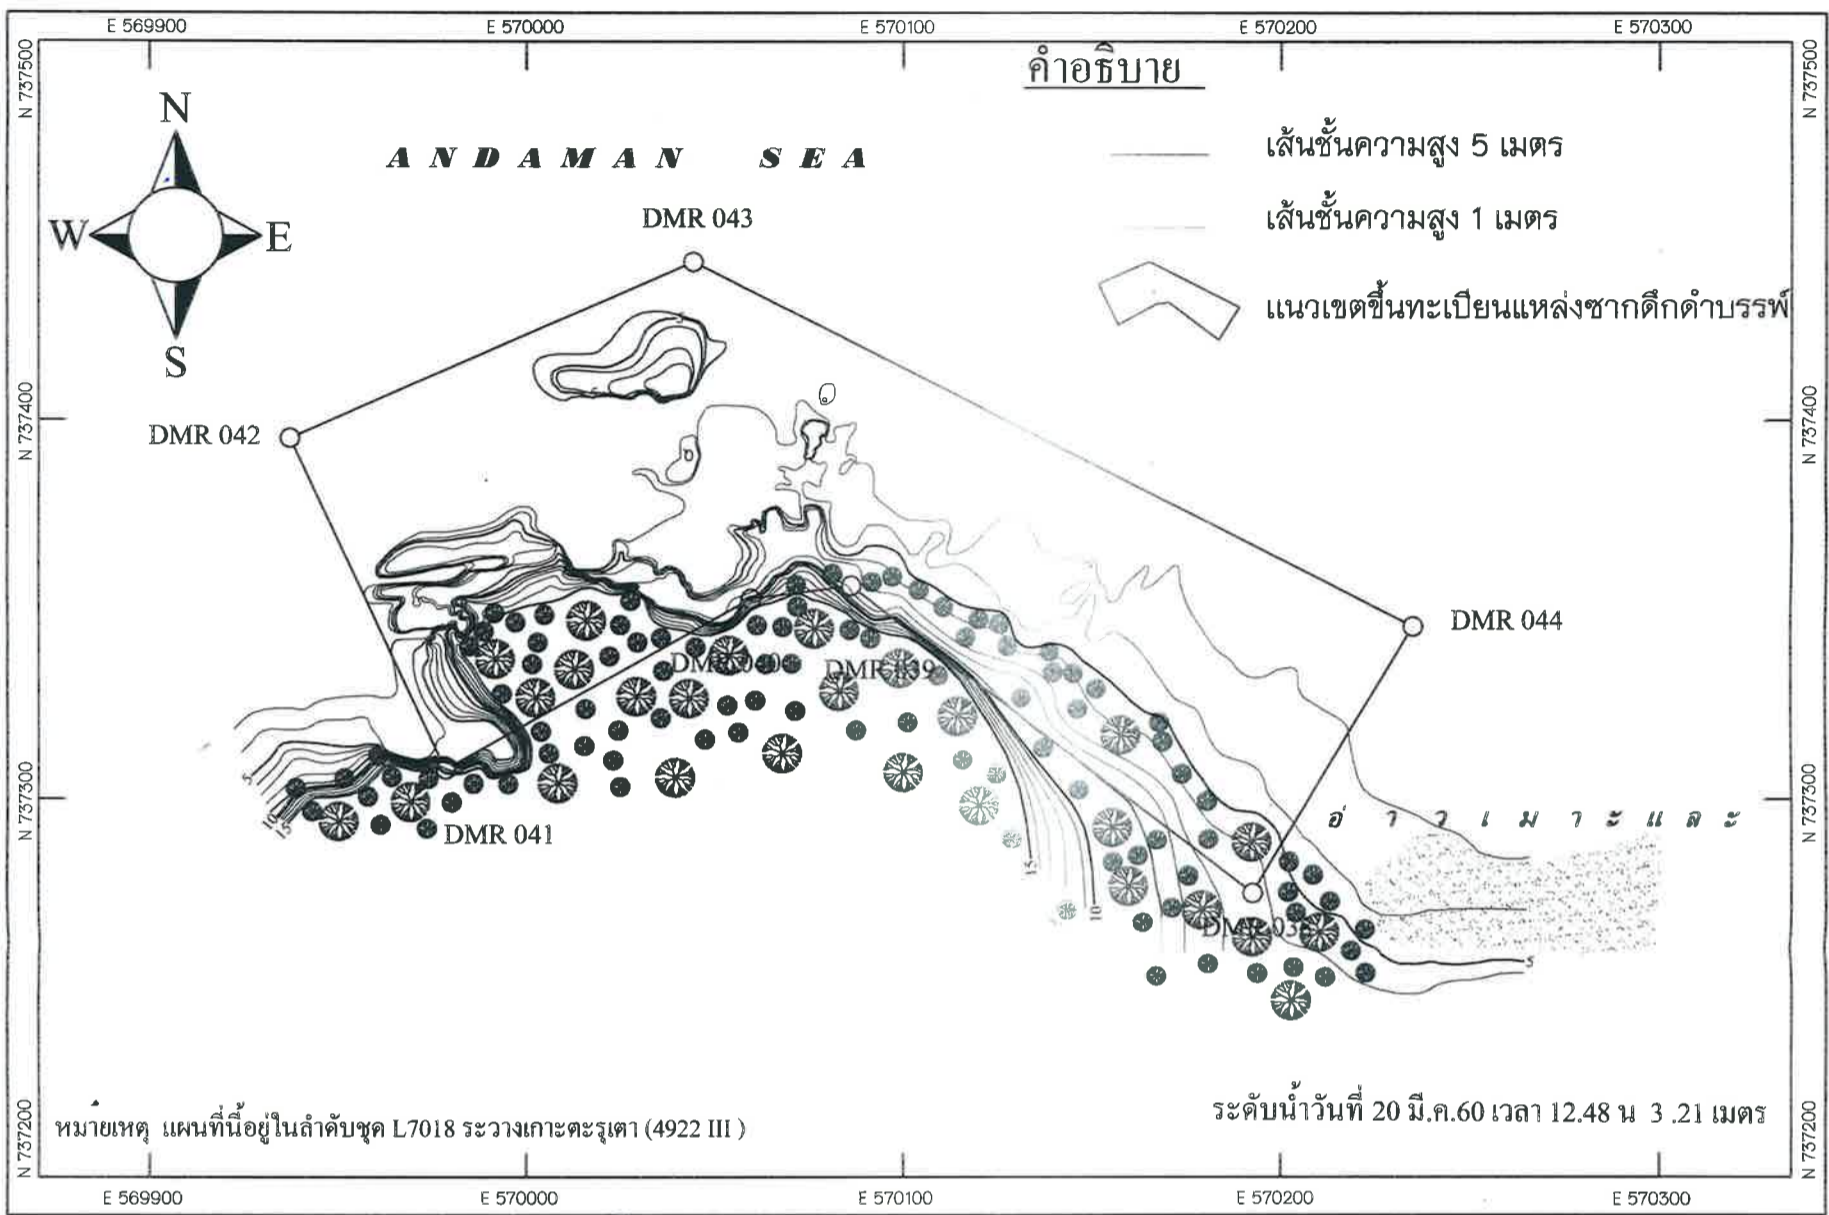 E 569900 E 570000 E 570100 E 570200 E 570300
N 737500 N 737500
คำอธิบาย
N
W E
S
ANDAMAN SEA
เส้นชั้นความสูง 5 เมตร
เส้นชั้นความสูง 1 เมตร
แนวเขตขึ้นทะเบียนแหล่งซากดึกดำบรรพ์
DMR 043
N 737400 N 737400
DMR 042
5
DMR 044
DMR 040
DMR 039
N 737300 N 737300
5
10
15
DMR 041
อ่าวเมาะและ
15
10
5
หมายเหตุ แผนที่นี้อยู่ในลำดับชุด L7018 ระวางเกาะตะรุเตา (4922 III )
ระดับน้ำวันที่ 20 มี.ค.60 เวลา 12.48 น 3 .21 เมตร
N 737200 N 737200
E 569900 E 570000 E 570100 E 570200 E 570300